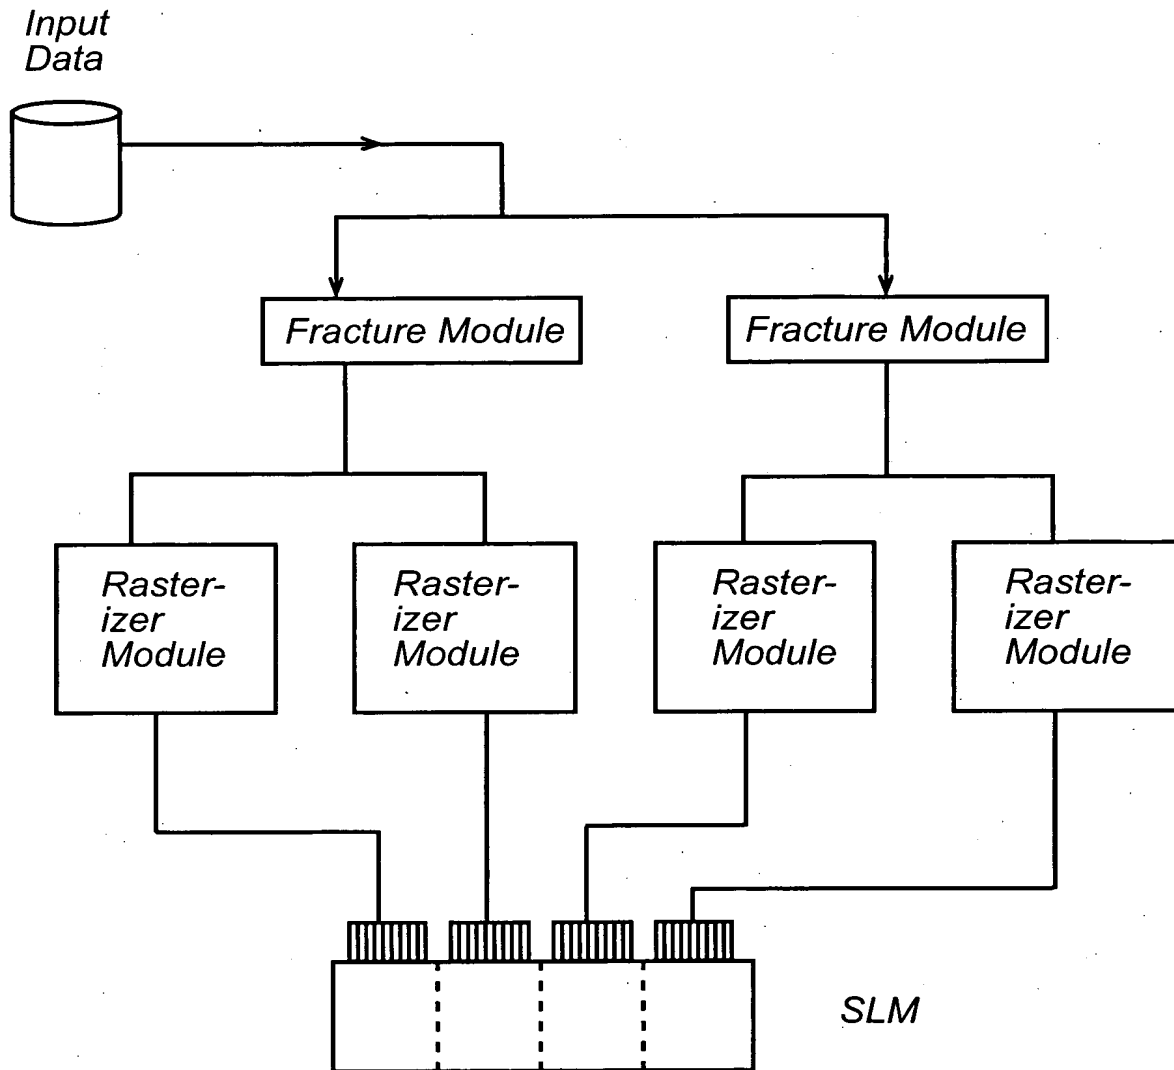 Input
Data
Fracture Module
Fracture Module
Raster-
izer
Module
Raster-
izer
Module
Raster-
izer
Module
Raster-
izer
Module
SLM